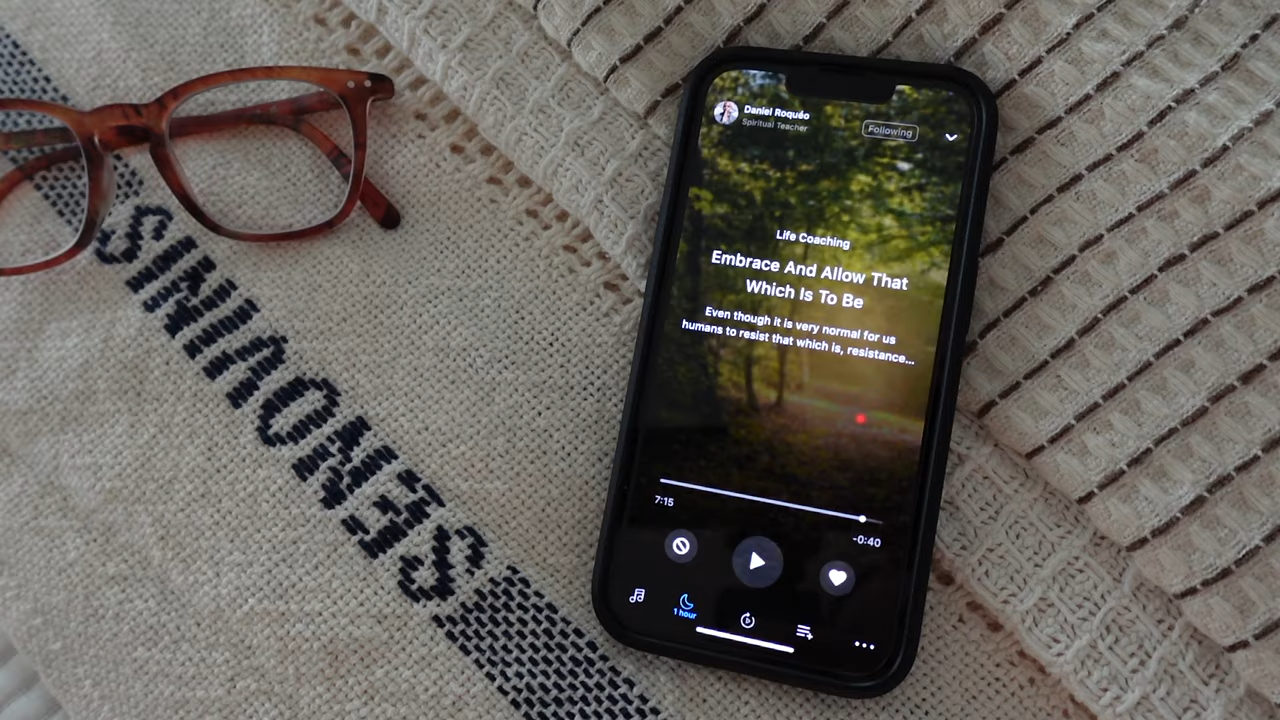 Daniel Roquéo
Spiritual Teacher
Following
Life Coaching
Embrace And Allow That
Which Is To Be
Even though it is very normal for us
humans to resist that which is, resistance...
7:15
-0:40
1 hour